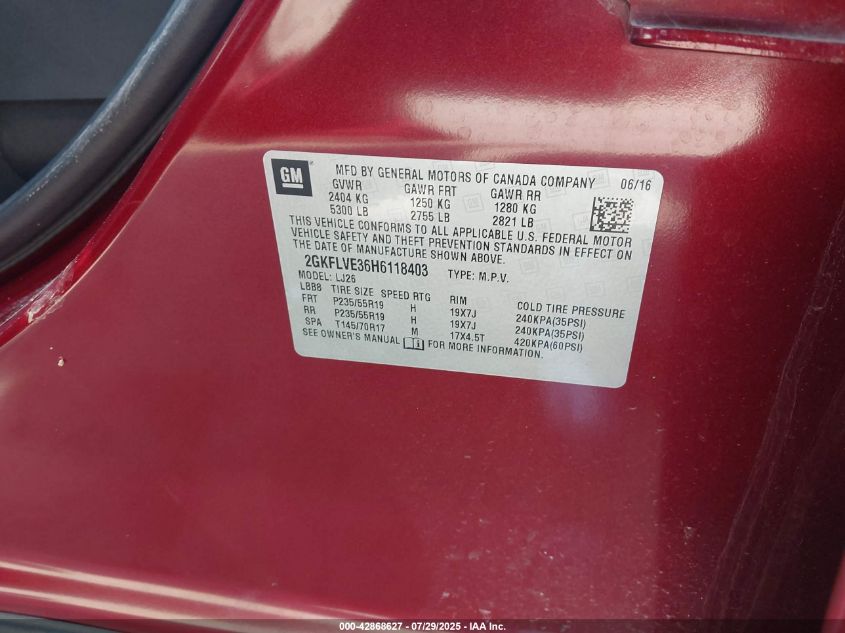 GM
MFD BY GENERAL MOTORS OF CANADA COMPANY 06/16
GVWR GAWR FRT GAWR RR
2404 KG 1250 KG 1280 KG
5300 LB 2755 LB 2821 LB
THIS VEHICLE CONFORMS TO ALL APPLICABLE U.S. FEDERAL MOTOR
VEHICLE SAFETY AND THEFT PREVENTION STANDARDS IN EFFECT ON
THE DATE OF MANUFACTURE SHOWN ABOVE.
2GKFLVE36H6118403 TYPE: M.P.V.
MODEL: LJ26
LBB8 TIRE SIZE SPEED RTG RIM COLD TIRE PRESSURE
FRT P235/55R19 H 19X7J 240KPA(35PSI)
RR P235/55R19 H 19X7J 240KPA(35PSI)
SPA T145/70R17 M 17X4.5T 420KPA(60PSI)
SEE OWNER'S MANUAL FOR MORE INFORMATION.
000-42868627 - 07/29/2025 - IAA Inc.